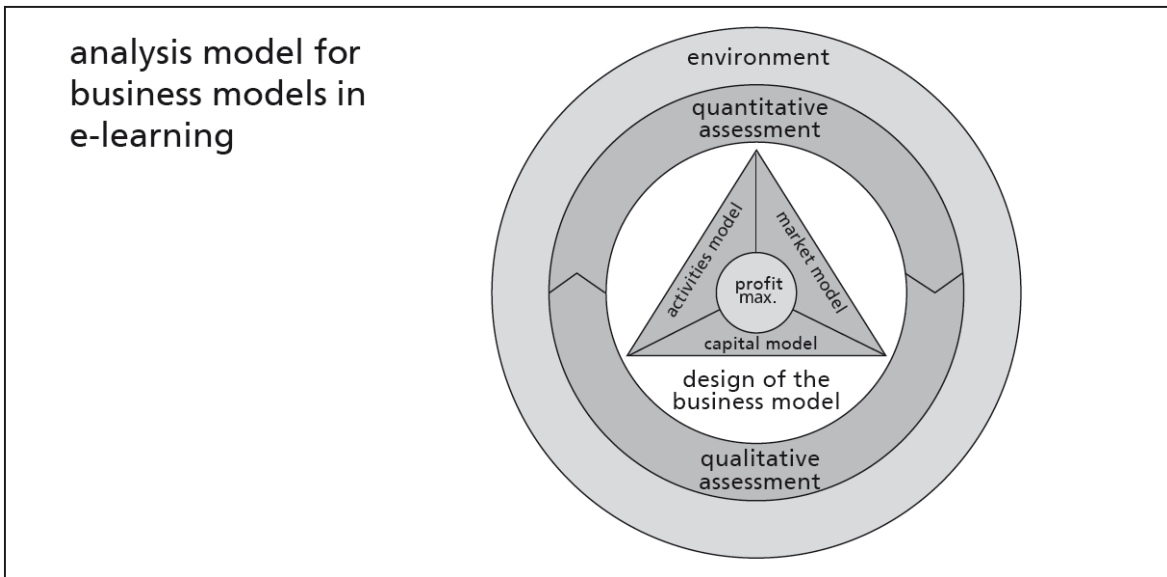 analysis model for
business models in
e-learning
environment
quantitative
assessment
activities model
market model
profit
max.
capital model
design of the
business model
qualitative
assessment